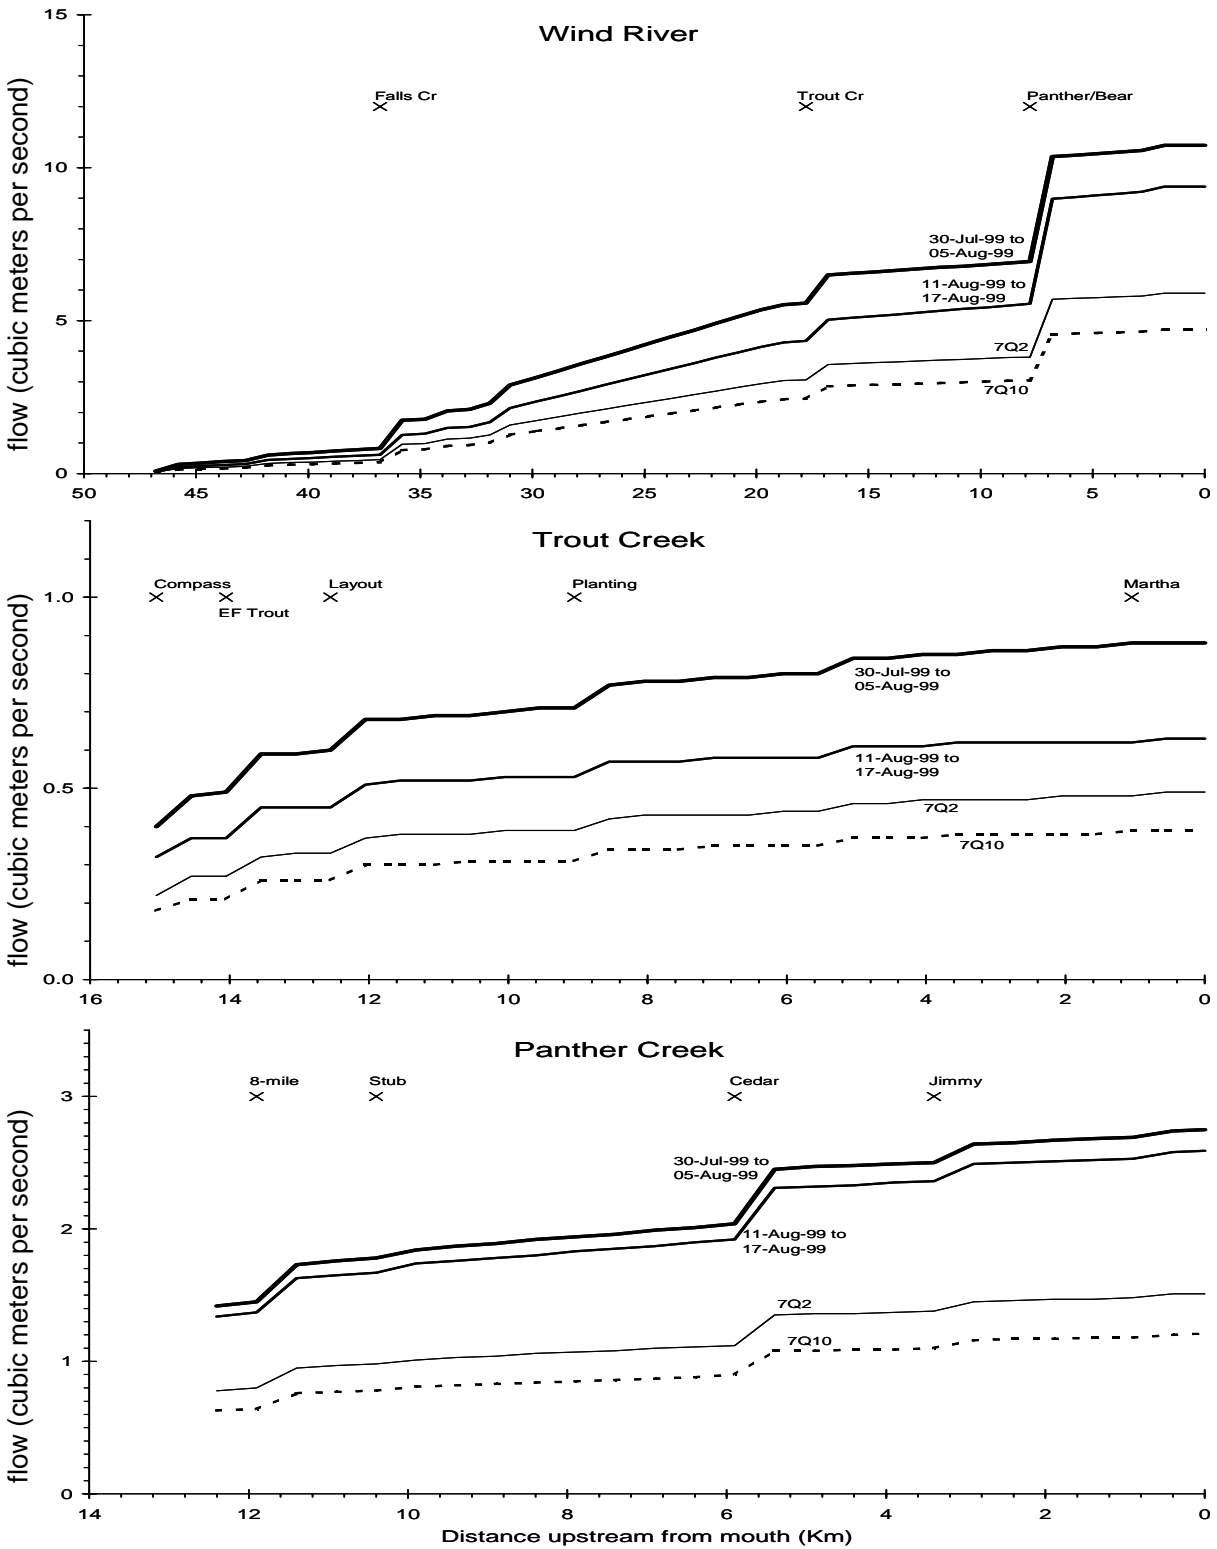 Wind River
flow (cubic meters per second)
15
10
5
0
Falls Cr
Trout Cr
Panther/Bear
30-Jul-99 to
05-Aug-99
11-Aug-99 to
17-Aug-99
7Q2
7Q10
50 45 40 35 30 25 20 15 10 5 0
Trout Creek
flow (cubic meters per second)
1.0
0.5
0.0
Compass
EF Trout
Layout
Planting
Martha
30-Jul-99 to
05-Aug-99
11-Aug-99 to
17-Aug-99
7Q2
7Q10
16 14 12 10 8 6 4 2 0
Panther Creek
flow (cubic meters per second)
3
2
1
0
8-mile
Stub
Cedar
Jimmy
30-Jul-99 to
05-Aug-99
11-Aug-99 to
17-Aug-99
7Q2
7Q10
14 12 10 8 6 4 2 0
Distance upstream from mouth (Km)